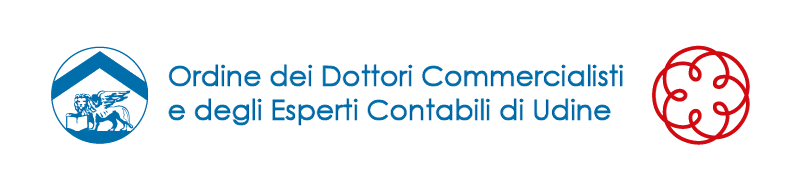 Ordine dei Dottori Commercialisti
e degli Esperti Contabili di Udine